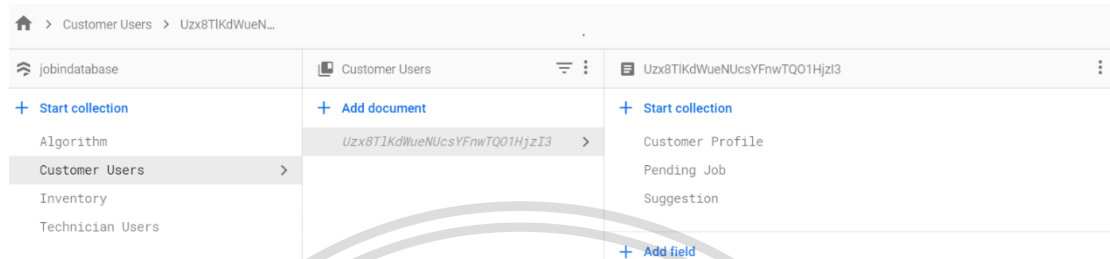 > Customer Users > Uzx8TlKdWueN...
jobindatabase
+ Start collection
Algorithm
Customer Users >
Inventory
Technician Users
Customer Users
+ Add document
Uzx8TlKdWueNUcsYFnwTQO1HjzI3 >
Uzx8TlKdWueNUcsYFnwTQO1HjzI3
+ Start collection
Customer Profile
Pending Job
Suggestion
+ Add field